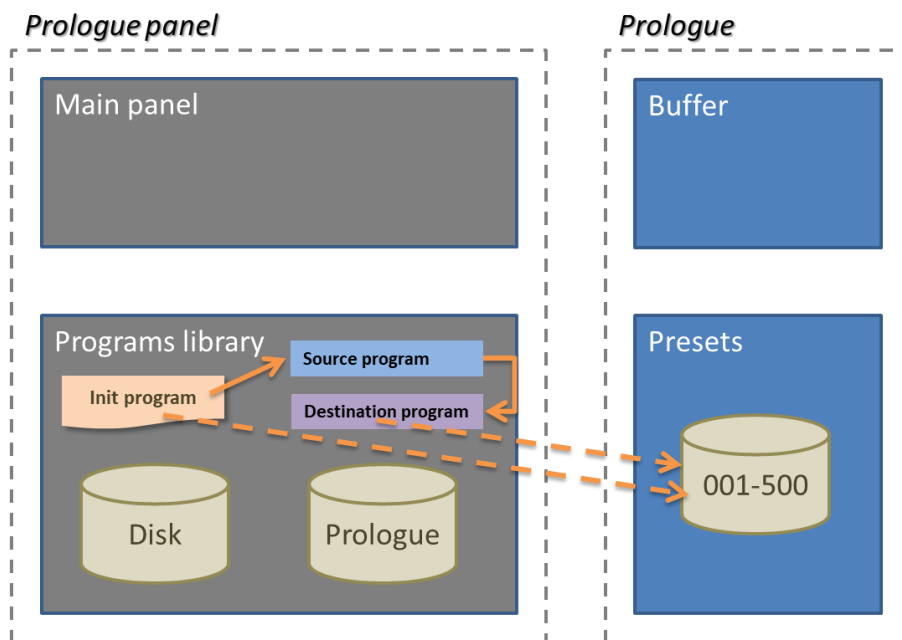 Prologue panel
Prologue
Main panel
Buffer
Programs library
Source program
Init program
Destination program
Disk
Prologue
Presets
001-500